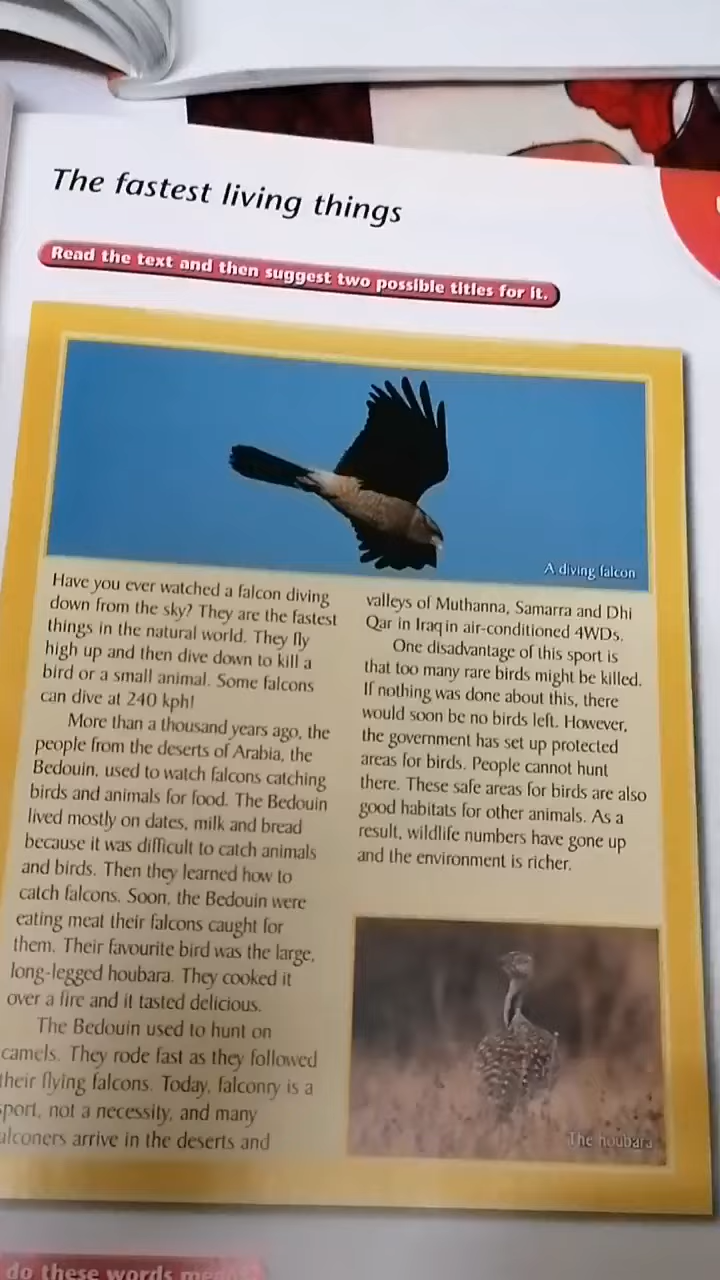 The fastest living things
Read the text and then suggest two possible titles for it.
A diving falcon
Have you ever watched a falcon diving
down from the sky? They are the fastest
things in the natural world. They fly
high up and then dive down to kill a
bird or a small animal. Some falcons
can dive at 240 kph!
More than a thousand years ago, the
people from the deserts of Arabia, the
Bedouin, used to watch falcons catching
birds and animals for food. The Bedouin
lived mostly on dates, milk and bread
because it was difficult to catch animals
and birds. Then they learned how to
catch falcons. Soon, the Bedouin were
eating meat their falcons caught for
them. Their favourite bird was the large,
long-legged houbara. They cooked it
over a fire and it tasted delicious.
The Bedouin used to hunt on
camels. They rode fast as they followed
their flying falcons. Today, falconry is a
sport, not a necessity, and many
falconers arrive in the deserts and
valleys of Muthanna, Samarra and Dhi
Qar in Iraq in air-conditioned 4WDs.
One disadvantage of this sport is
that too many rare birds might be killed.
If nothing was done about this, there
would soon be no birds left. However,
the government has set up protected
areas for birds. People cannot hunt
there. These safe areas for birds are also
good habitats for other animals. As a
result, wildlife numbers have gone up
and the environment is richer.
The houbara
do these words mean?